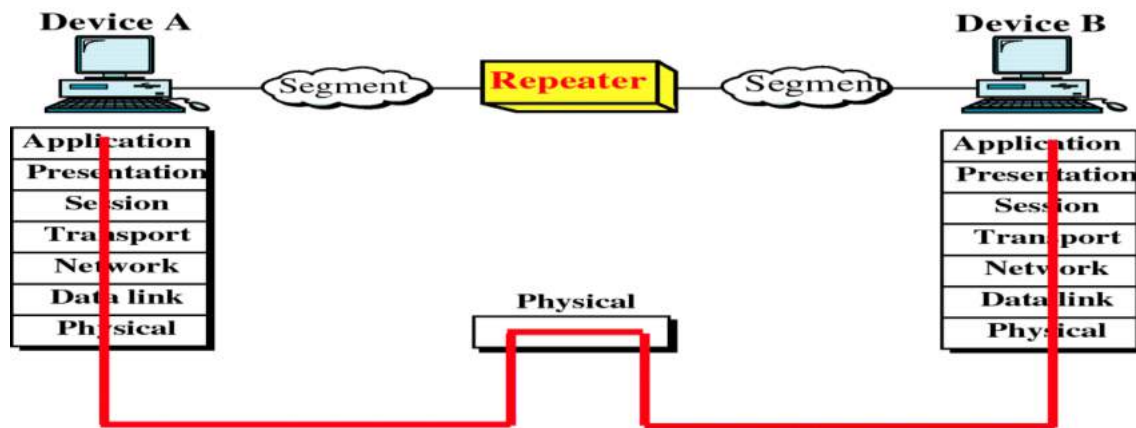 Device A
Device B
Segment
Repeater
Segment
Application
Presentation
Session
Transport
Network
Data link
Physical
Physical
Application
Presentation
Session
Transport
Network
Data link
Physical